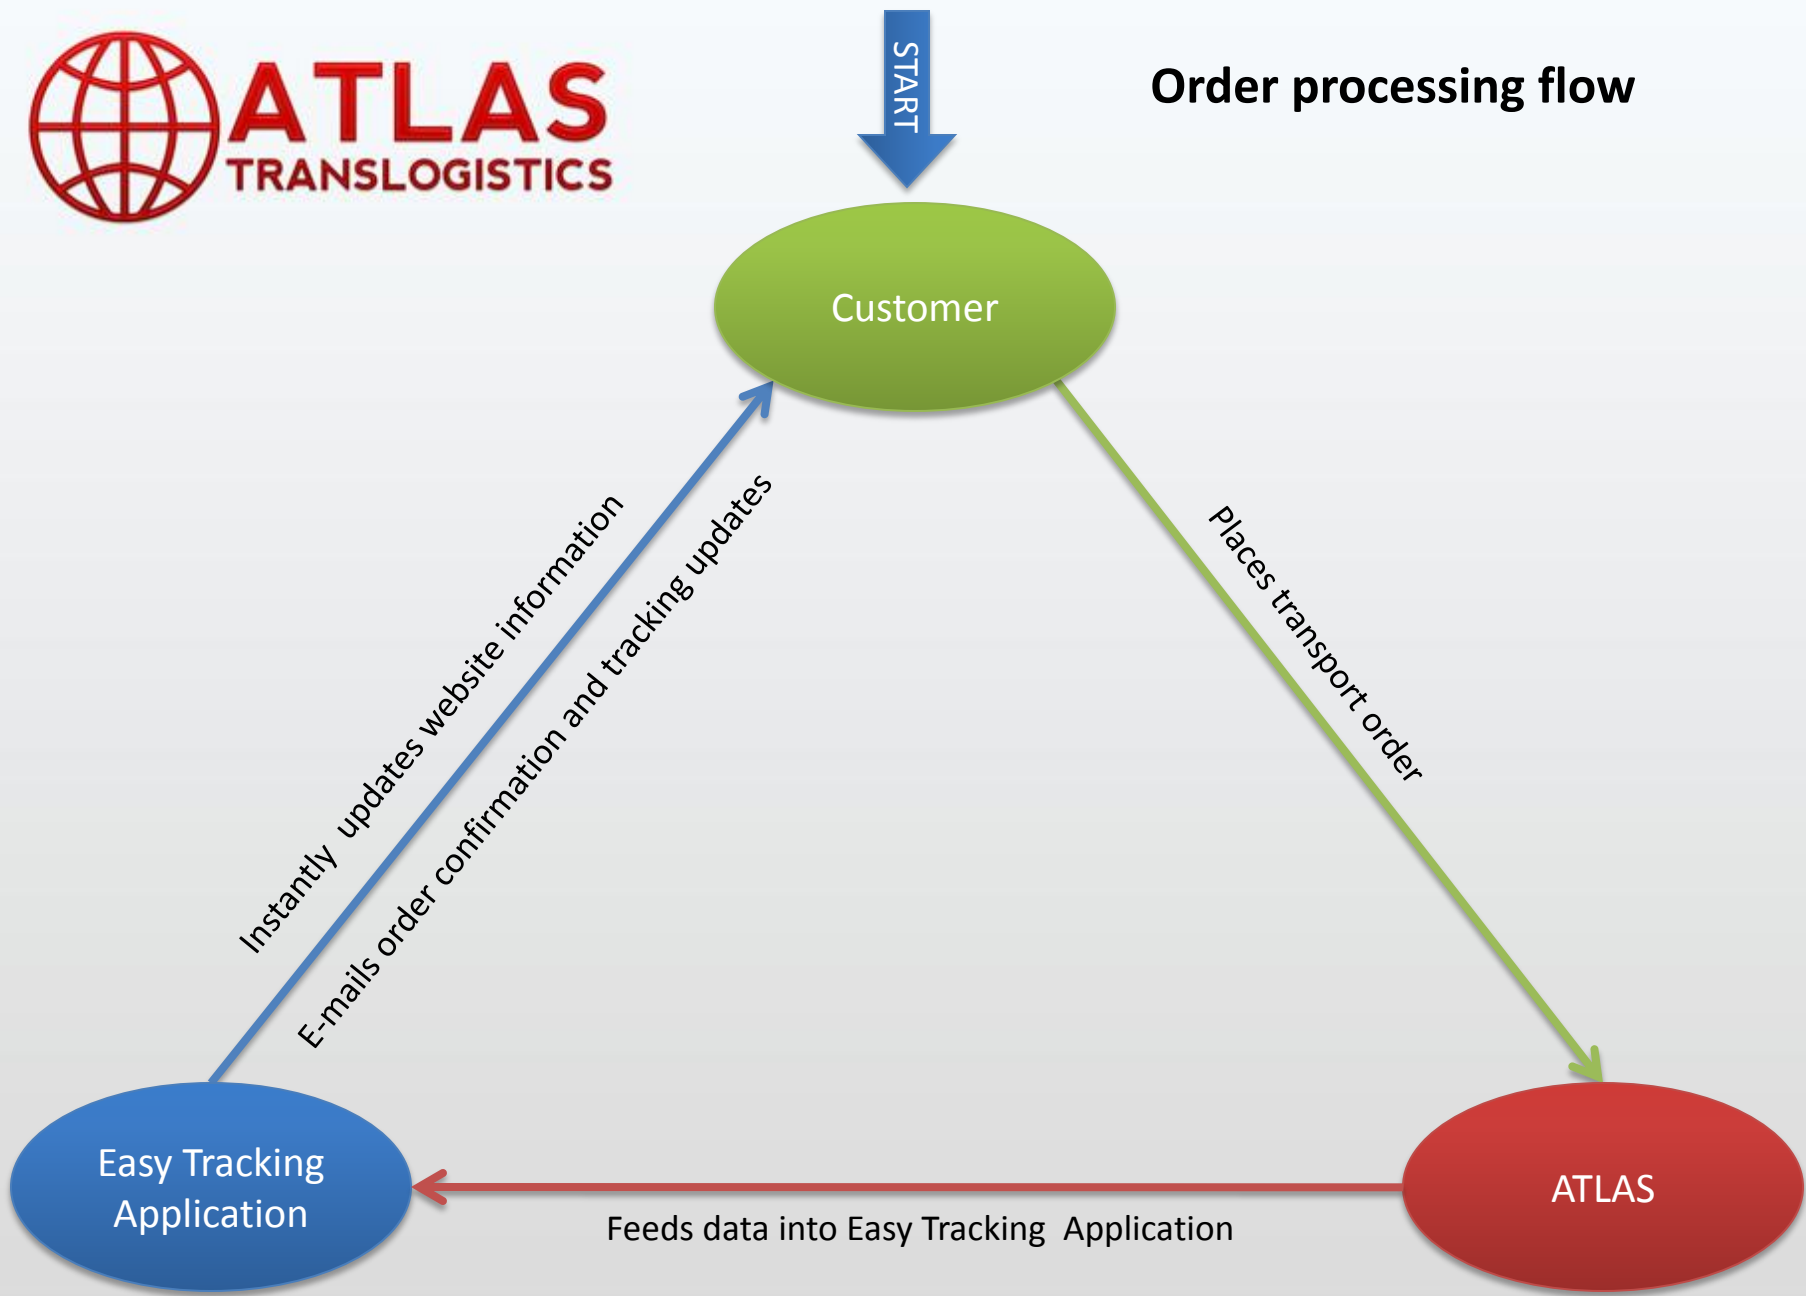 ATLAS
TRANSLOGISTICS
START
Order processing flow
Customer
Instantly  updates website information
E-mails order confirmation and tracking updates
Places transport order
Easy Tracking
Application
Feeds data into Easy Tracking  Application
ATLAS